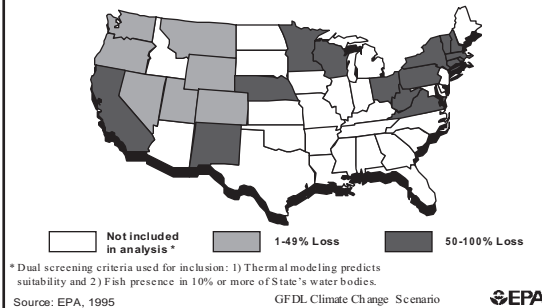 Not included
in analysis *
1-49% Loss
50-100% Loss
* Dual screening criteria used for inclusion: 1) Thermal modeling predicts
suitability and 2) Fish presence in 10% or more of State's water bodies.
Source: EPA, 1995
GFDL Climate Change Scenario
EPA